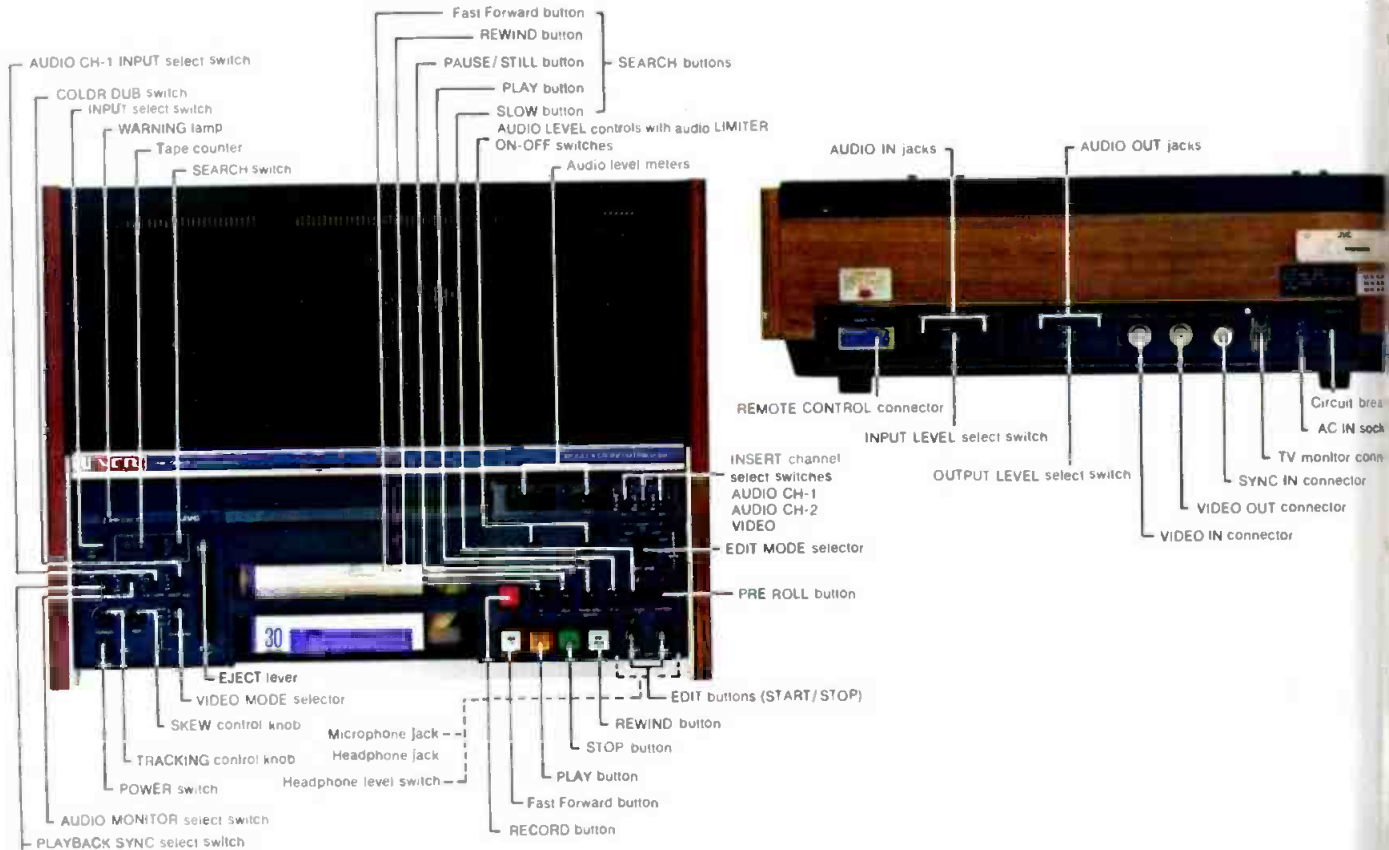 Fast Forward button
REWIND button
PAUSE/STILL button
PLAY button
SLOW button
SEARCH buttons
AUDIO LEVEL controls with audio LIMITER
ON-OFF switches
Audio level meters
AUDIO CH-1 INPUT select switch
COLDR DUB switch
INPUT select switch
WARNING lamp
Tape counter
SEARCH switch
AUDIO IN jacks
AUDIO OUT jacks
JVC
REMOTE CONTROL connector
INPUT LEVEL select switch
OUTPUT LEVEL select switch
Circuit brea
AC IN sock
TV monitor conn
SYNC IN connector
VIDEO OUT connector
VIDEO IN connector
INSERT channel
select switches
AUDIO CH-1
AUDIO CH-2
VIDEO
EDIT MODE selector
PRE ROLL button
JVC
30
EJECT lever
VIDEO MODE selector
SKEW control knob
TRACKING control knob
POWER switch
AUDIO MONITOR select switch
PLAYBACK SYNC select switch
EDIT buttons (START/STOP)
REWIND button
STOP button
PLAY button
Fast Forward button
RECORD button
Microphone jack
Headphone jack
Headphone level switch